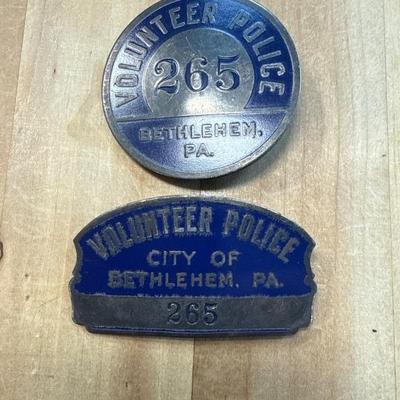 VOLUNTEER POLICE
265
BETHLEHEM,
PA.
VOLUNTEER POLICE
CITY OF
BETHLEHEM, PA.
265